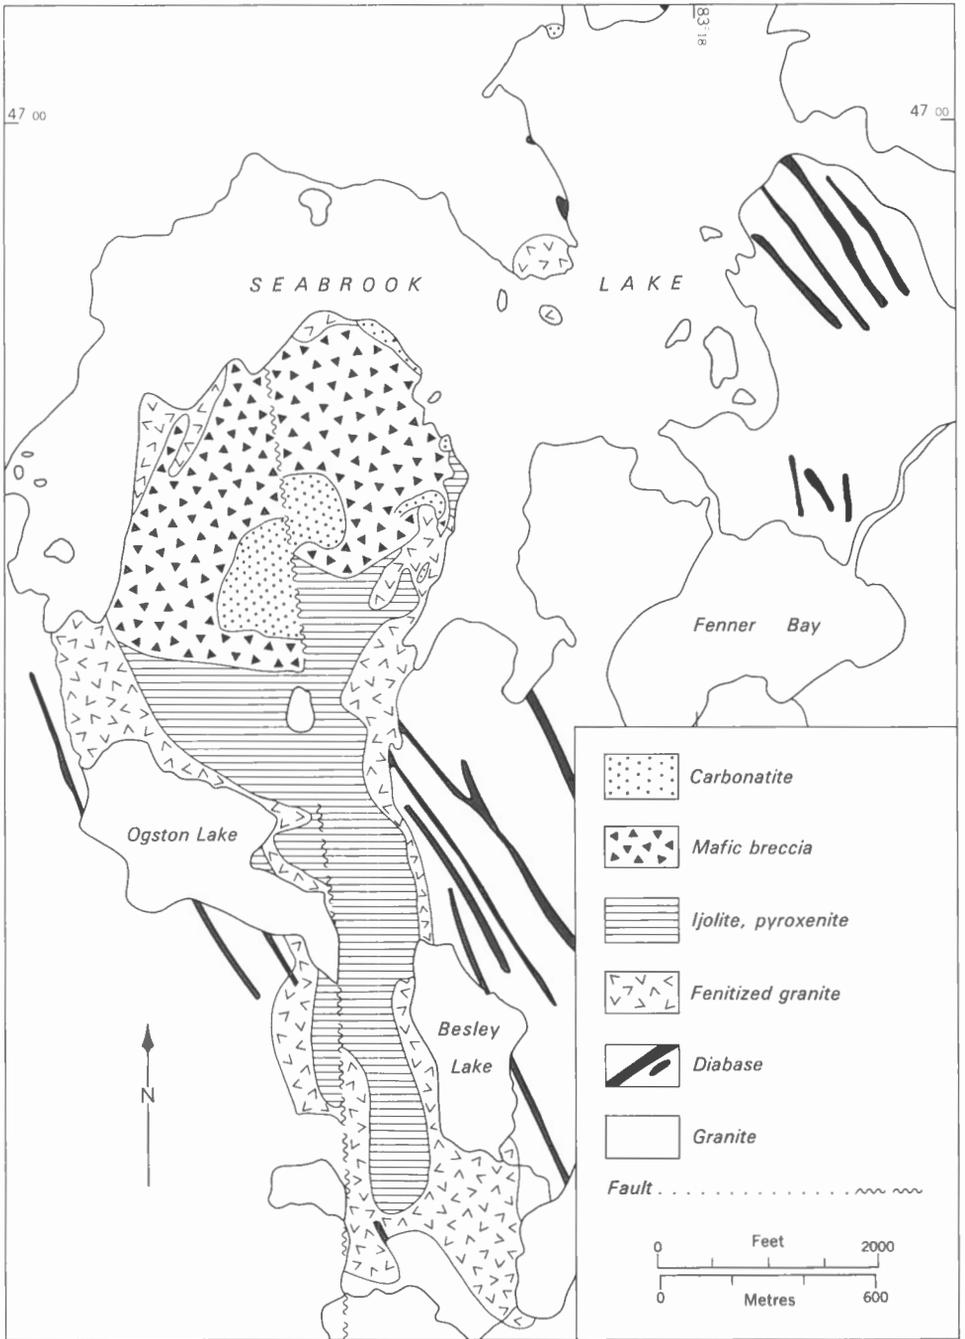 83° 18'
47 00
47 00
SEABROOK LAKE
Fenner Bay
Ogston Lake
Besley
Lake
N
Carbonatite
Mafic breccia
Ijolite, pyroxenite
Fenitized granite
Diabase
Granite
Fault
0 Feet 2000
0 Metres 600